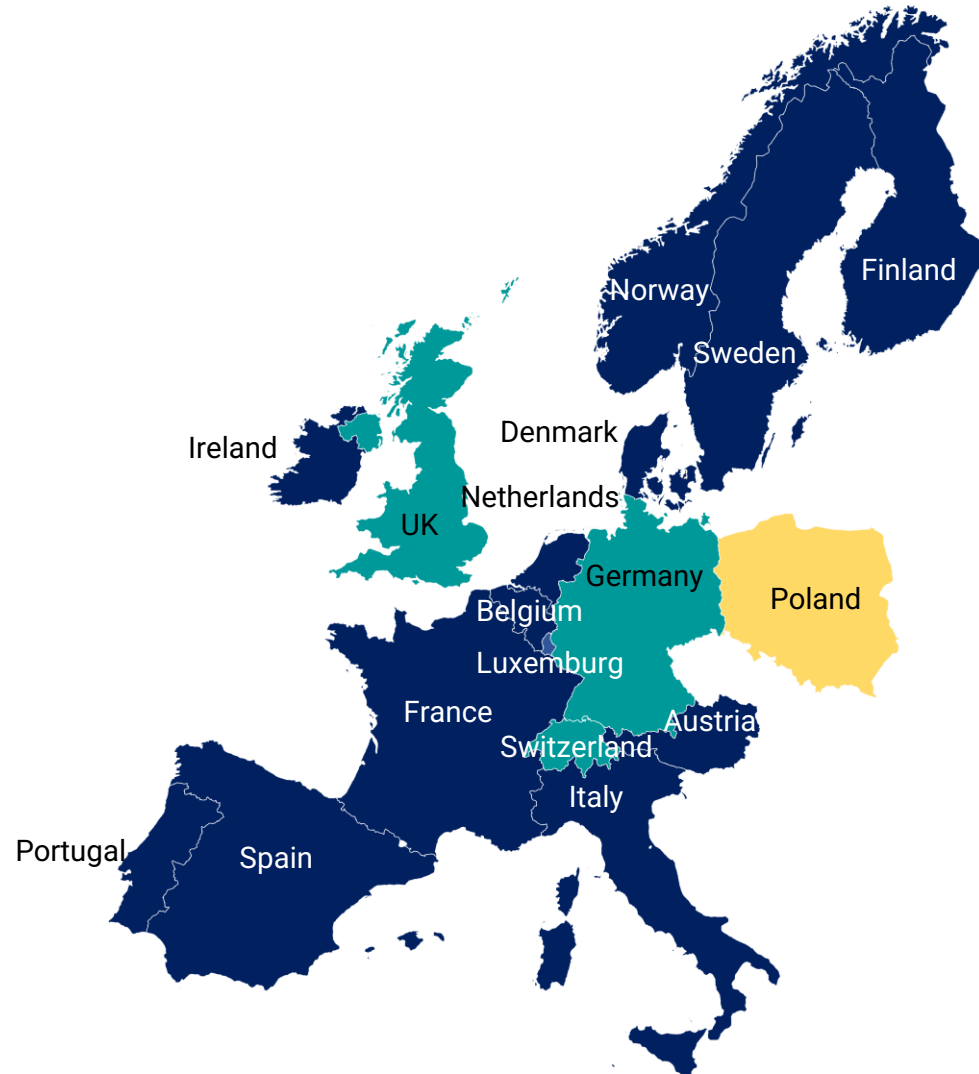 Finland
Norway
Sweden
Denmark
Ireland
Netherlands
UK
Germany
Poland
Belgium
Luxemburg
France
Austria
Switzerland
Italy
Portugal
Spain